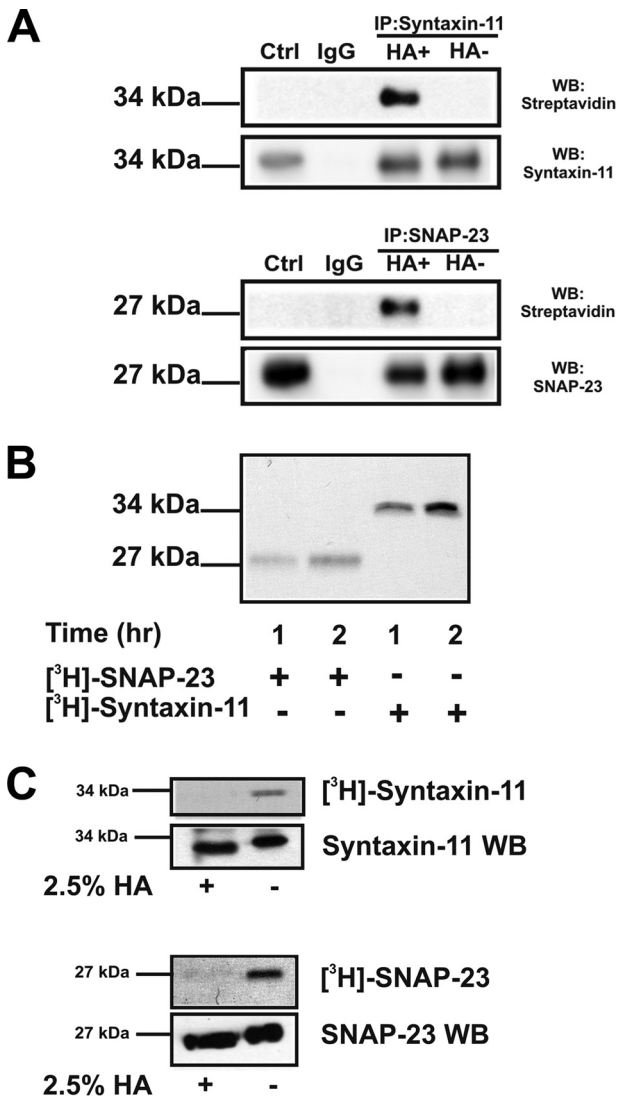 A
IP:Syntaxin-11
Ctrl IgG HA+ HA-
34 kDa
WB:
Streptavidin
34 kDa
WB:
Syntaxin-11
IP:SNAP-23
Ctrl IgG HA+ HA-
27 kDa
WB:
Streptavidin
27 kDa
WB:
SNAP-23
B
34 kDa
27 kDa
Time (hr) 1 2 1 2
[³H]-SNAP-23 + + - -
[³H]-Syntaxin-11 - - + +
C
34 kDa [³H]-Syntaxin-11
34 kDa Syntaxin-11 WB
2.5% HA + -
27 kDa [³H]-SNAP-23
27 kDa SNAP-23 WB
2.5% HA + -